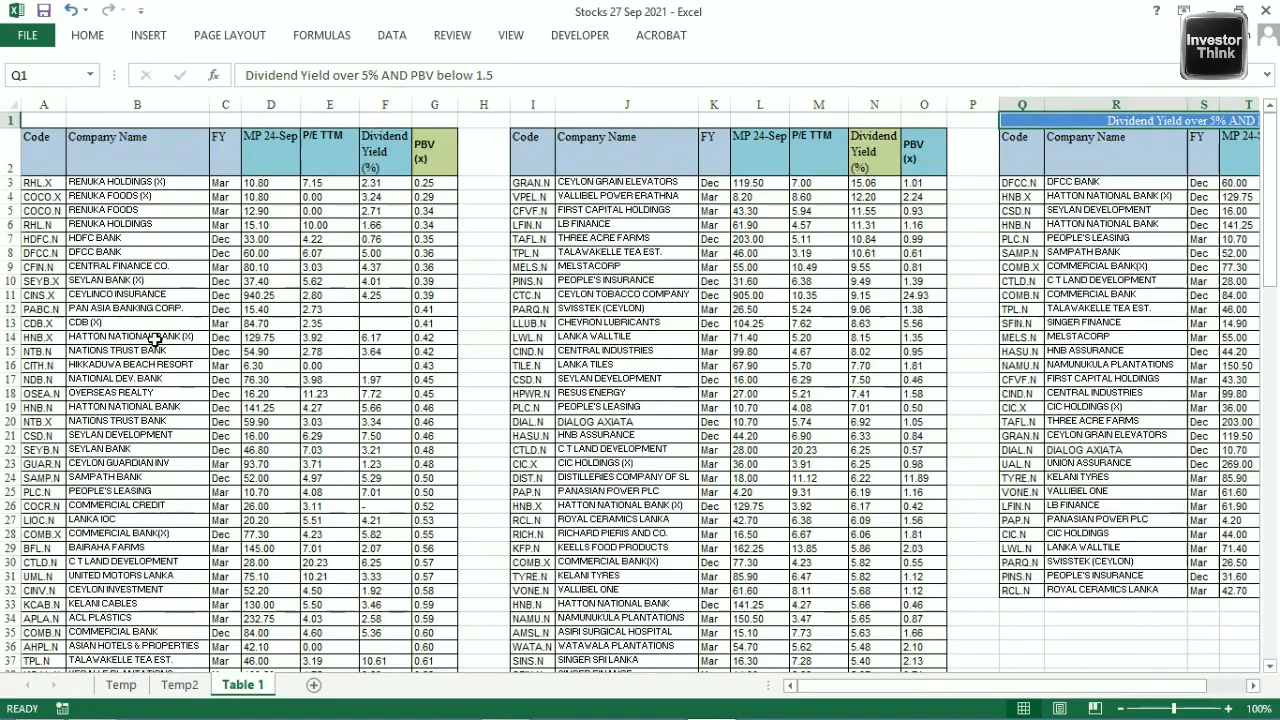 Stocks 27 Sep 2021 - Excel
Investor
Think
FILE HOME INSERT PAGE LAYOUT FORMULAS DATA REVIEW VIEW DEVELOPER ACROBAT
Q1 Dividend Yield over 5% AND PBV below 1.5
A B C D E F G H I J K L M N O P Q R S T
1 Dividend Yield over 5% AND
2 Code Company Name FY MP 24-Sep P/E TTM Dividend Yield (%) PBV (x) Code Company Name FY MP 24-Sep P/E TTM Dividend Yield (%) PBV (x) Code Company Name FY MP 24-
3 RHL.X RENUKA HOLDINGS (X) Mar 10.80 7.15 2.31 0.25 GRAN.N CEYLON GRAIN ELEVATORS Dec 119.50 7.00 15.06 1.01 DFCC.N DFCC BANK Dec 60.00
4 COCO.X RENUKA FOODS (X) Mar 10.80 0.00 3.24 0.29 VPEL.N VALLIBEL POWER ERATHNA Mar 8.20 8.60 12.20 2.24 HNB.X HATTON NATIONAL BANK (X) Dec 129.75
5 COCO.N RENUKA FOODS Mar 12.90 0.00 2.71 0.34 CFVF.N FIRST CAPITAL HOLDINGS Mar 43.30 5.94 11.55 0.93 CSD.N SEYLAN DEVELOPMENT Dec 16.00
6 RHL.N RENUKA HOLDINGS Mar 15.10 10.00 1.66 0.34 LFIN.N LB FINANCE Mar 61.90 4.57 11.31 1.16 HNB.N HATTON NATIONAL BANK Dec 141.25
7 HDFC.N HDFC BANK Dec 33.00 4.22 0.76 0.35 TAFL.N THREE ACRE FARMS Dec 203.00 5.11 10.84 0.99 PLC.N PEOPLE'S LEASING Mar 10.70
8 DFCC.N DFCC BANK Dec 60.00 6.07 5.00 0.36 TPL.N TALAWAKELLE TEA EST. Mar 46.00 3.19 10.61 0.61 SAMP.N SAMPATH BANK Dec 52.00
9 CFIN.N CENTRAL FINANCE CO. Mar 80.10 3.03 4.37 0.36 MELS.N MELSTACORP Mar 55.00 10.49 9.55 0.81 COMB.X COMMERCIAL BANK(X) Dec 77.30
10 SEYB.X SEYLAN BANK (X) Dec 37.40 5.62 4.01 0.39 PINS.N PEOPLE'S INSURANCE Dec 31.60 6.28 9.49 1.39 CTLD.N C T LAND DEVELOPMENT Mar 28.00
11 CINS.X CEYLINCO INSURANCE Dec 940.25 2.80 4.25 0.39 CTC.N CEYLON TOBACCO COMPANY Dec 905.00 10.35 9.15 24.93 COMB.N COMMERCIAL BANK Dec 84.00
12 PABC.N PAN ASIA BANKING CORP. Dec 15.40 2.73 0.41 PARQ.N SWISSTEK (CEYLON) Mar 26.50 5.24 9.06 1.38 TPL.N TALAWAKELLE TEA EST. Mar 46.00
13 CDB.X CDB (X) Mar 84.70 2.35 0.41 LLUB.N CHEVRON LUBRICANTS Dec 104.25 7.62 8.63 5.56 SFIN.N SINGER FINANCE Mar 14.90
14 HNB.X HATTON NATIONAL BANK (X) Dec 129.75 3.92 6.17 0.42 LWL.N LANKA WALLTILE Mar 71.40 5.20 8.15 1.35 MELS.N MELSTACORP Mar 55.00
15 NTB.N NATIONS TRUST BANK Dec 54.90 2.78 3.64 0.42 CIND.N CENTRAL INDUSTRIES Mar 99.80 4.67 8.02 0.95 HASU.N HNB ASSURANCE Dec 44.20
16 CITH.N HIKKADUWA BEACH RESORT Mar 6.30 0.00 0.43 TILE.N LANKA TILES Mar 67.90 5.50 7.70 1.81 NAMU.N NAMUNUKULA PLANTATIONS Mar 150.50
17 NDB.N NATIONAL DEV. BANK Dec 76.30 3.98 1.97 0.45 CSD.N SEYLAN DEVELOPMENT Dec 16.00 6.29 7.50 0.46 CFVF.N FIRST CAPITAL HOLDINGS Mar 43.30
18 OSEA.N OVERSEAS REALTY Dec 16.20 11.23 7.72 0.45 HPWR.N RESUS ENERGY Mar 27.00 5.21 7.41 1.58 CIND.N CENTRAL INDUSTRIES Mar 99.80
19 HNB.N HATTON NATIONAL BANK Dec 141.25 4.27 5.66 0.46 PLC.N PEOPLE'S LEASING Mar 10.70 4.08 7.01 0.50 CIC.X CIC HOLDINGS (X) Mar 36.00
20 NTB.X NATIONS TRUST BANK Dec 59.90 3.03 3.34 0.46 DIAL.N DIALOG AXIATA Dec 10.70 5.74 6.92 1.05 TAFL.N THREE ACRE FARMS Dec 203.00
21 CSD.N SEYLAN DEVELOPMENT Dec 16.00 6.29 7.50 0.46 HASU.N HNB ASSURANCE Dec 44.20 6.90 6.33 0.84 GRAN.N CEYLON GRAIN ELEVATORS Dec 119.50
22 SEYB.N SEYLAN BANK Dec 46.80 7.03 3.21 0.48 CTLD.N C T LAND DEVELOPMENT Mar 28.00 20.23 6.25 0.57 DIAL.N DIALOG AXIATA Dec 10.70
23 GUAR.N CEYLON GUARDIAN INV Mar 93.70 3.71 1.23 0.48 CIC.X CIC HOLDINGS (X) Mar 36.00 3.91 6.25 0.98 UAL.N UNION ASSURANCE Dec 269.00
24 SAMP.N SAMPATH BANK Dec 52.00 4.97 5.29 0.50 DIST.N DISTILLERIES COMPANY OF SL Mar 18.00 11.12 6.22 11.89 TYRE.N KELANI TYRES Mar 85.90
25 PLC.N PEOPLE'S LEASING Mar 10.70 4.08 7.01 0.50 PAP.N PANASIAN POWER PLC Mar 4.20 9.31 6.19 1.16 VONE.N VALLIBEL ONE Mar 61.60
26 COCR.N COMMERCIAL CREDIT Mar 26.00 3.11 - 0.52 HNB.X HATTON NATIONAL BANK (X) Dec 129.75 3.92 6.17 0.42 LFIN.N LB FINANCE Mar 61.90
27 LIOC.N LANKA IOC Mar 20.20 5.51 4.21 0.53 RCL.N ROYAL CERAMICS LANKA Mar 42.70 6.38 6.09 1.56 PAP.N PANASIAN POWER PLC Mar 4.20
28 COMB.X COMMERCIAL BANK(X) Dec 77.30 4.23 5.82 0.55 RICH.N RICHARD PIERIS AND CO. Mar 16.50 6.67 6.06 1.81 CIC.N CIC HOLDINGS Mar 44.00
29 BFL.N BAIRAHA FARMS Mar 145.00 7.01 2.07 0.56 KFP.N KEELLS FOOD PRODUCTS Mar 162.25 13.85 5.86 2.03 LWL.N LANKA WALLTILE Mar 71.40
30 CTLD.N C T LAND DEVELOPMENT Mar 28.00 20.23 6.25 0.57 COMB.X COMMERCIAL BANK(X) Dec 77.30 4.23 5.82 0.55 PARQ.N SWISSTEK (CEYLON) Mar 26.50
31 UML.N UNITED MOTORS LANKA Mar 75.10 10.21 3.33 0.57 TYRE.N KELANI TYRES Mar 85.90 6.47 5.82 1.12 PINS.N PEOPLE'S INSURANCE Dec 31.60
32 CINV.N CEYLON INVESTMENT Mar 52.20 4.50 1.92 0.58 VONE.N VALLIBEL ONE Mar 61.60 8.11 5.68 1.12 RCL.N ROYAL CERAMICS LANKA Mar 42.70
33 KCAB.N KELANI CABLES Mar 130.00 5.50 3.46 0.59 HNB.N HATTON NATIONAL BANK Dec 141.25 4.27 5.66 0.46
34 APLA.N ACL PLASTICS Mar 232.75 4.03 2.58 0.59 NAMU.N NAMUNUKULA PLANTATIONS Mar 150.50 3.47 5.65 0.87
35 COMB.N COMMERCIAL BANK Dec 84.00 4.60 5.36 0.60 AMSL.N ASIRI SURGICAL HOSPITAL Mar 15.10 7.73 5.63 1.66
36 AHPL.N ASIAN HOTELS & PROPERTIES Mar 42.10 0.00 0.60 WATA.N WATAWALA PLANTATIONS Mar 54.70 5.62 5.48 2.10
37 TPL.N TALAWAKELLE TEA EST. Mar 46.00 3.19 10.61 0.61 SINS.N SINGER SRI LANKA Mar 16.30 7.28 5.40 2.13
Temp Temp2 Table 1
READY 100%